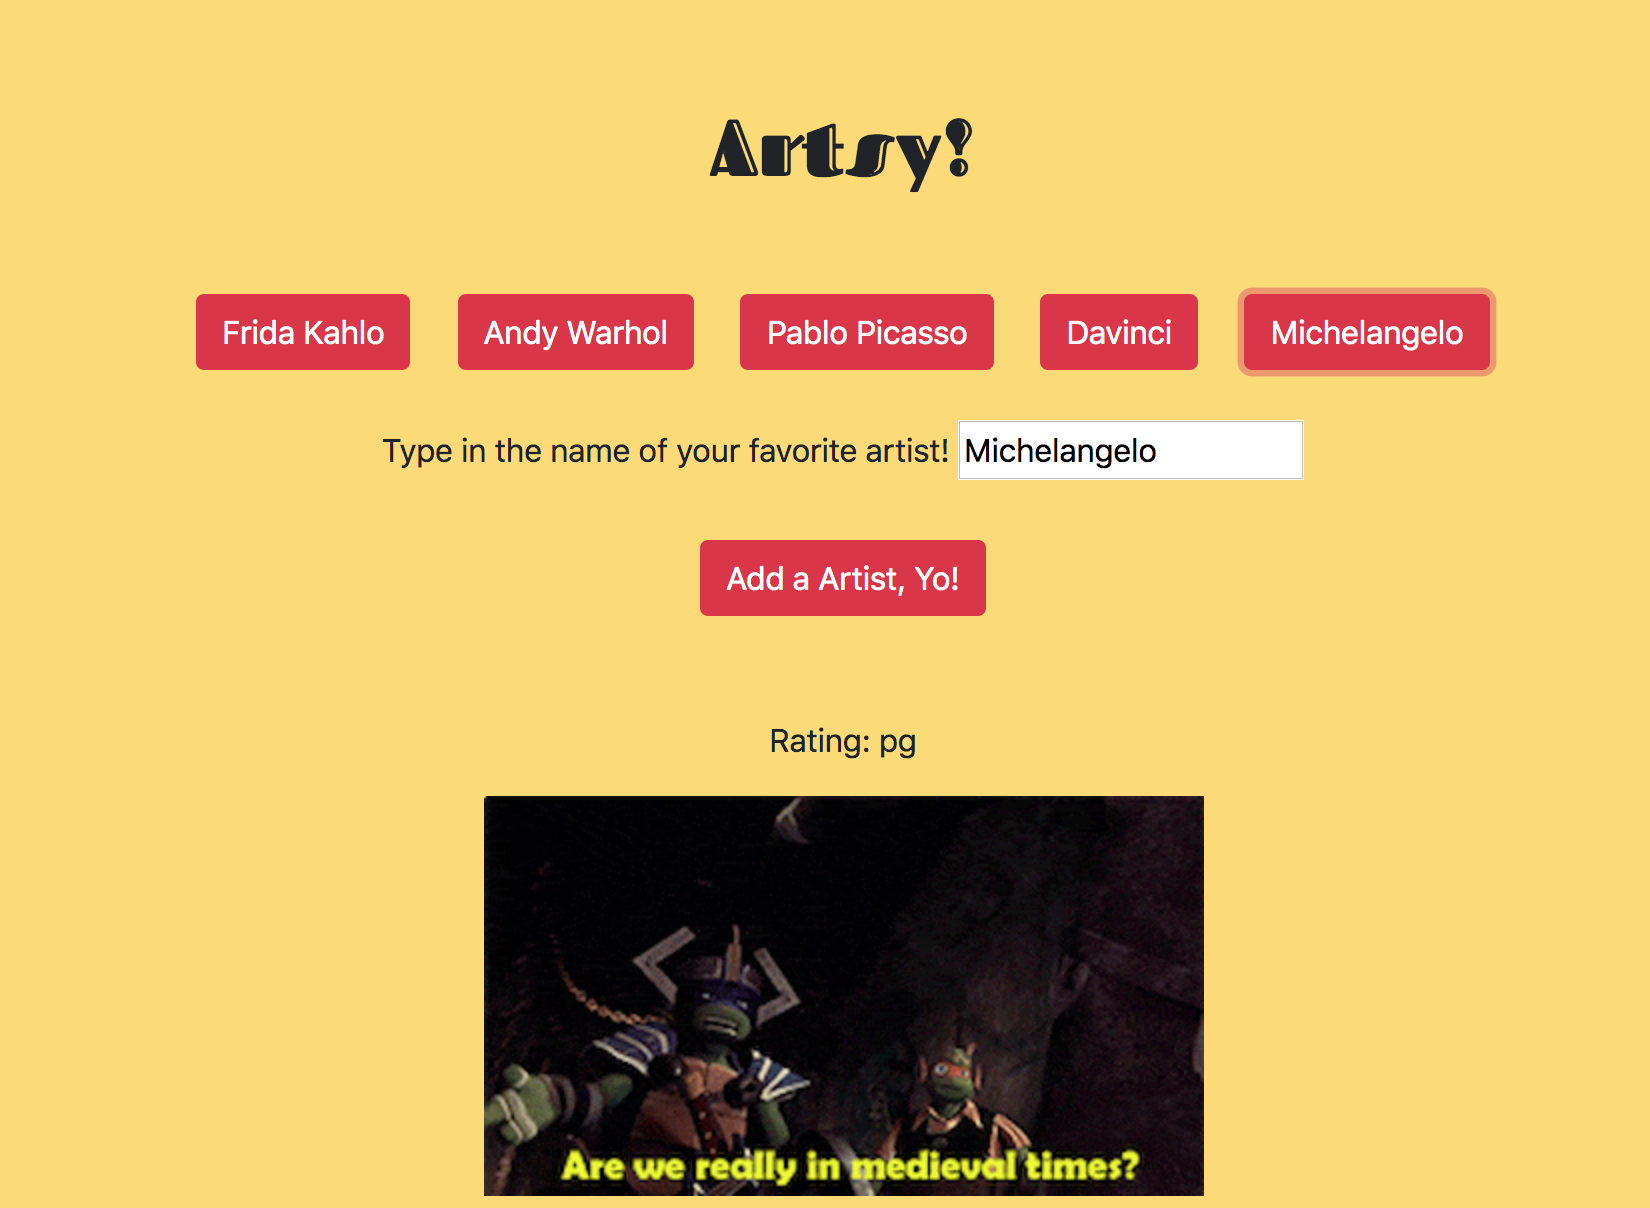 Artsy!
Frida Kahlo Andy Warhol Pablo Picasso Davinci Michelangelo
Type in the name of your favorite artist! Michelangelo
Add a Artist, Yo!
Rating: pg
Are we really in medieval times?